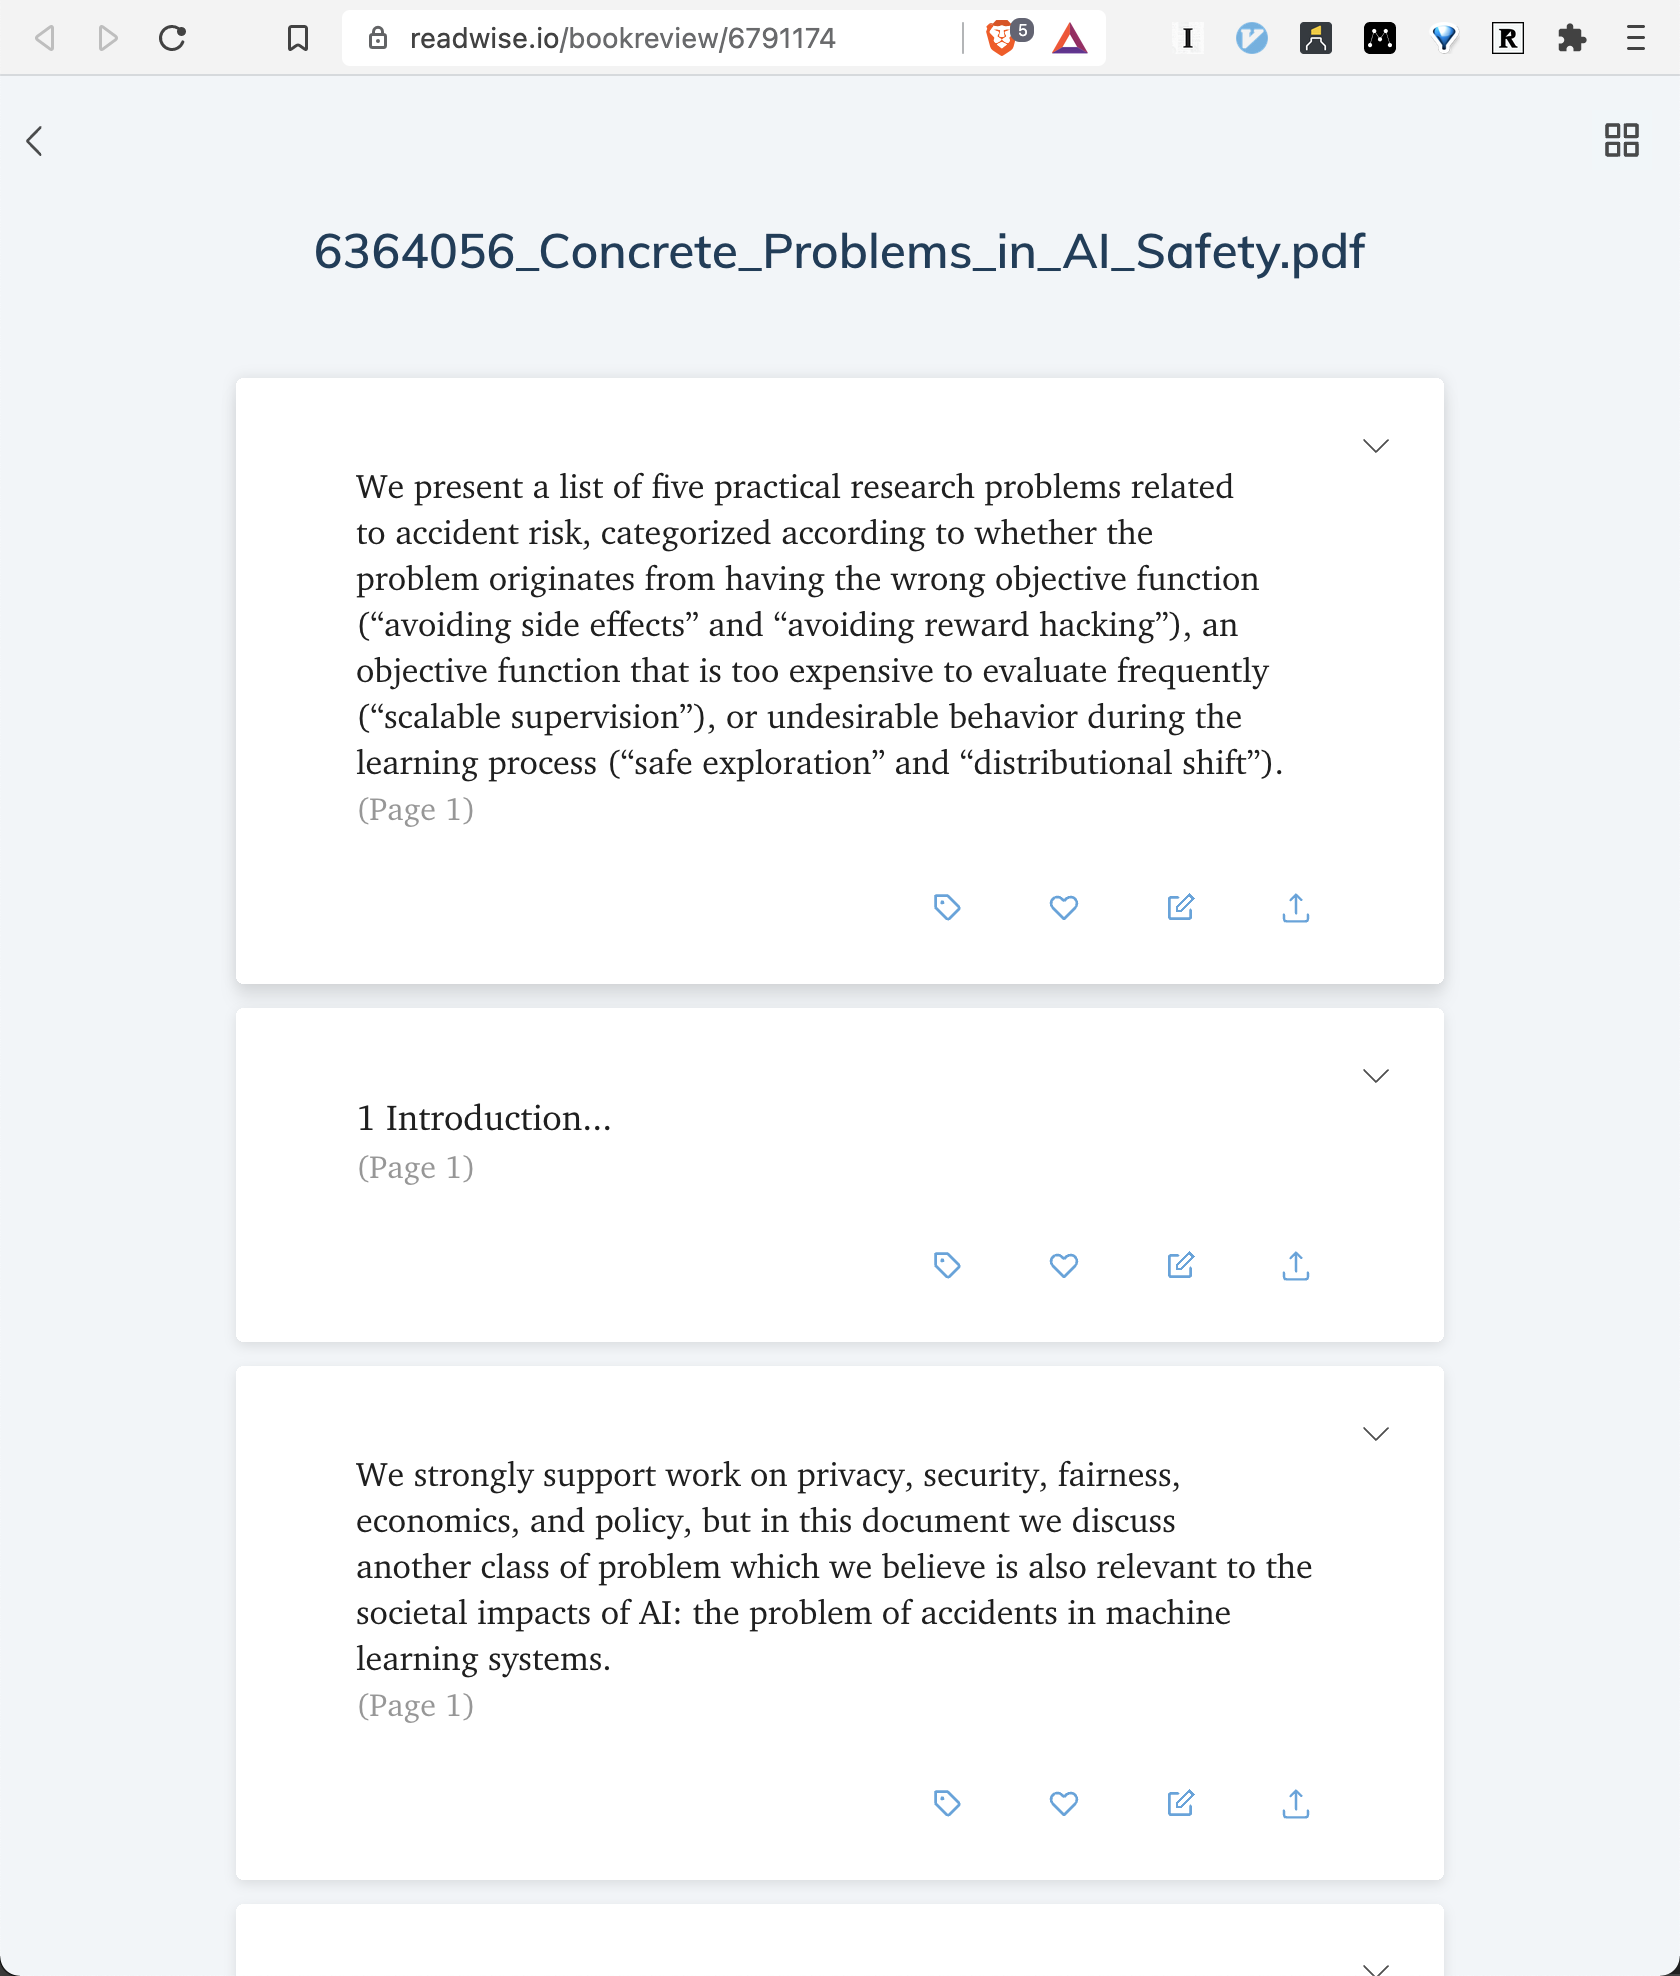 readwise.io/bookreview/6791174
5
I
R
6364056_Concrete_Problems_in_AI_Safety.pdf
We present a list of five practical research problems related
to accident risk, categorized according to whether the
problem originates from having the wrong objective function
(“avoiding side effects” and “avoiding reward hacking”), an
objective function that is too expensive to evaluate frequently
(“scalable supervision”), or undesirable behavior during the
learning process (“safe exploration” and “distributional shift”).
(Page 1)
1 Introduction...
(Page 1)
We strongly support work on privacy, security, fairness,
economics, and policy, but in this document we discuss
another class of problem which we believe is also relevant to the
societal impacts of AI: the problem of accidents in machine
learning systems.
(Page 1)